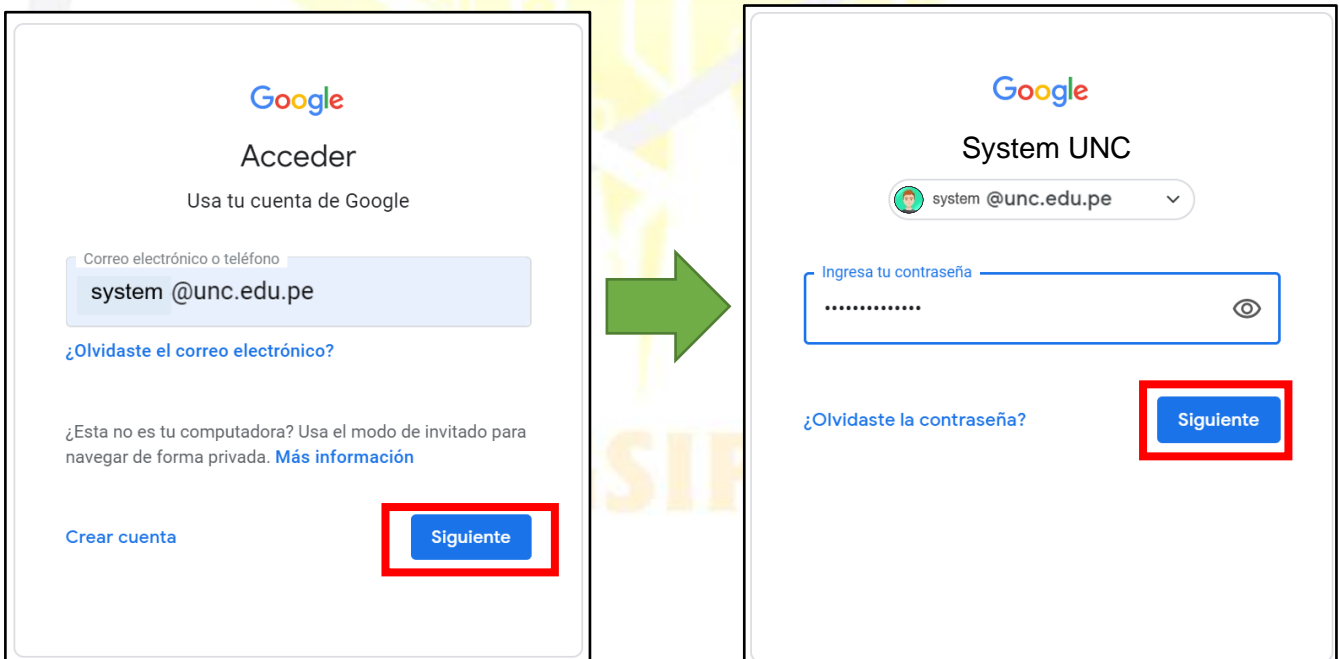 Google
Acceder
Usa tu cuenta de Google
Correo electrónico o teléfono
system @unc.edu.pe
¿Olvidaste el correo electrónico?
¿Esta no es tu computadora? Usa el modo de invitado para
navegar de forma privada. Más información
Crear cuenta
Siguiente
Google
System UNC
system @unc.edu.pe
Ingresa tu contraseña
••••••••••••••
¿Olvidaste la contraseña?
Siguiente